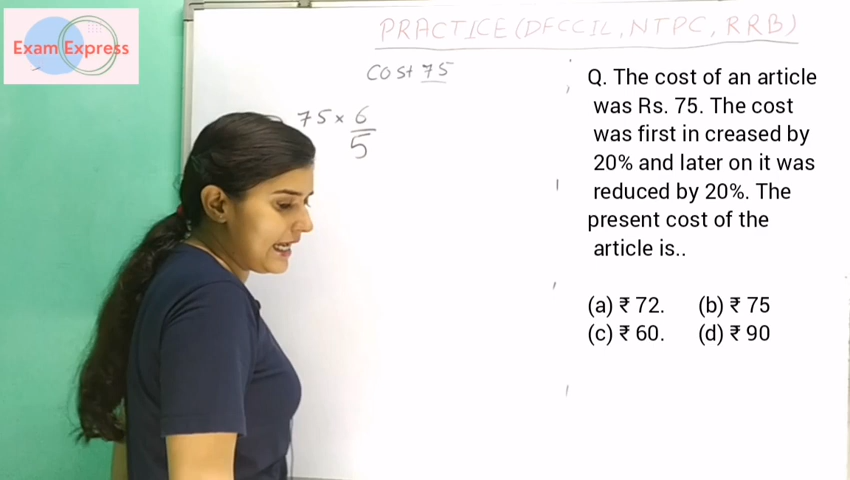 Exam Express
PRACTICE (DFCCIL, NTPC, RRB)
Cost 75
75 × 6
5
Q. The cost of an article
was Rs. 75. The cost
was first in creased by
20% and later on it was
reduced by 20%. The
present cost of the
article is..
(a) ₹ 72. (b) ₹ 75
(c) ₹ 60. (d) ₹ 90